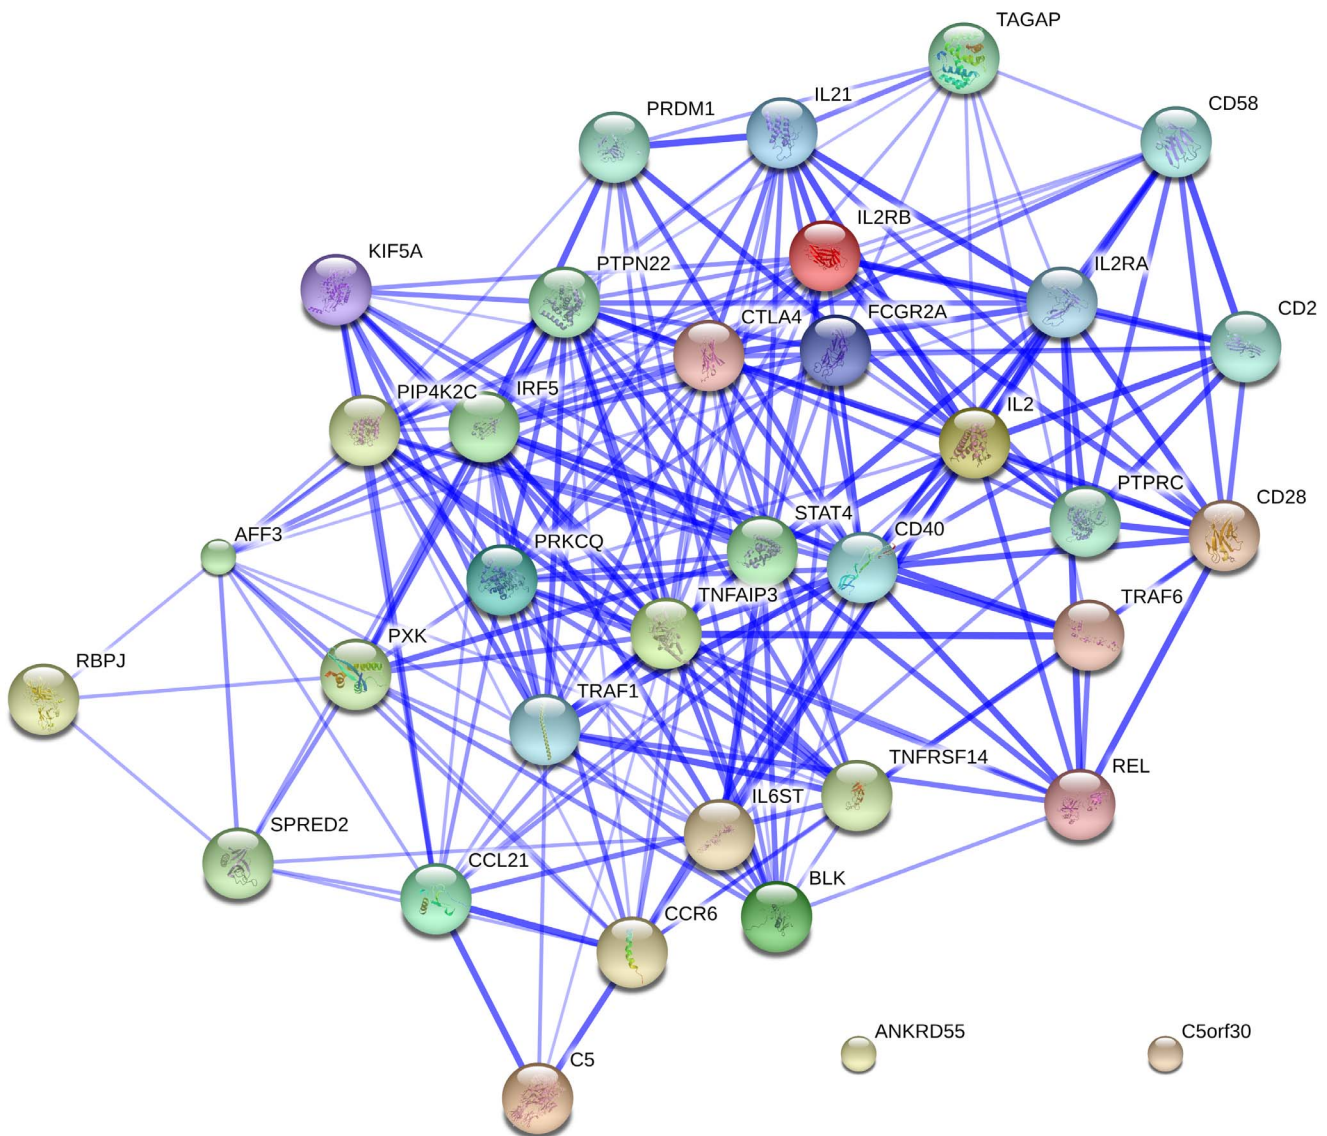 TAGAP
IL21
CD58
PRDM1
IL2RB
KIF5A
PTPN22
IL2RA
CTLA4
FCGR2A
CD2
PIP4K2C
IRF5
IL2
PTPRC
CD28
STAT4
CD40
AFF3
PRKCQ
TNFAIP3
TRAF6
PXK
RBPJ
TRAF1
TNFRSF14
REL
IL6ST
SPRED2
CCL21
BLK
CCR6
ANKRD55
C5orf30
C5